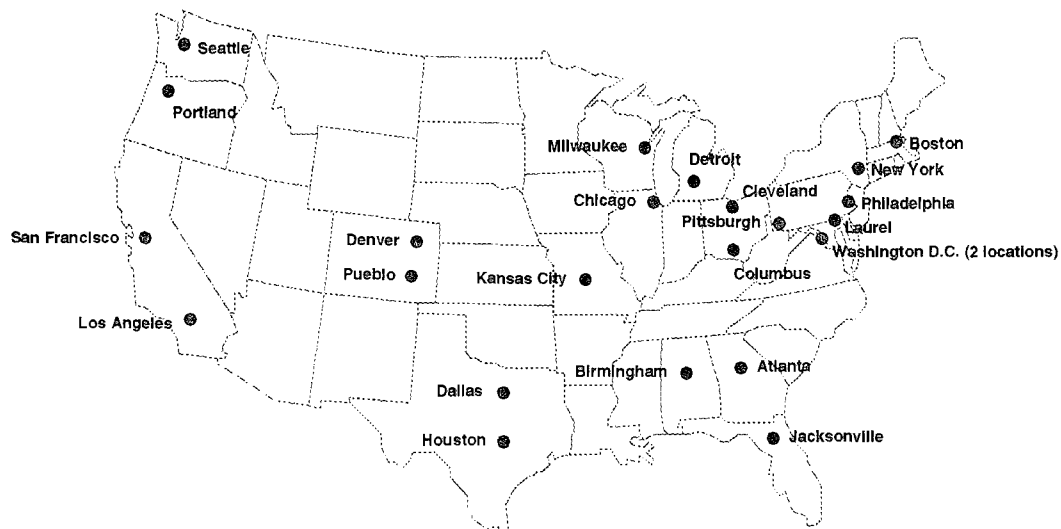 Seattle
Portland
Milwaukee
Detroit
Boston
New York
Cleveland
Chicago
Philadelphia
Pittsburgh
Laurel
San Francisco
Denver
Washington D.C. (2 locations)
Pueblo
Kansas City
Columbus
Los Angeles
Birmingham
Atlanta
Dallas
Houston
Jacksonville